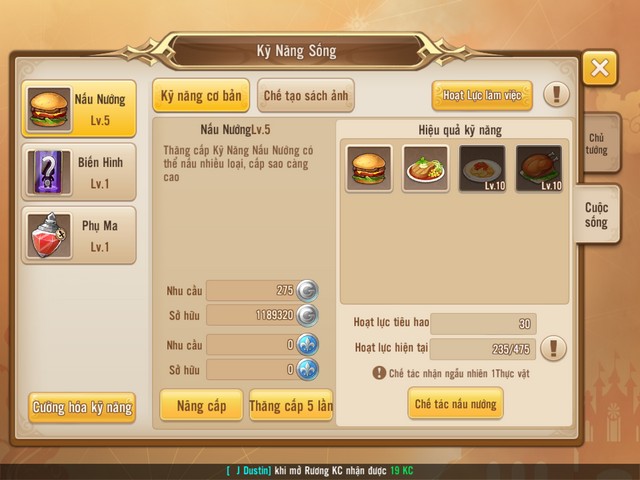 Kỹ Năng Sống
Nấu Nướng
Lv.5
Biến Hình
Lv.1
Phụ Ma
Lv.1
Cường hóa kỹ năng
Kỹ năng cơ bản
Chế tạo sách ảnh
Hoạt Lực làm việc
Nấu NướngLv.5
Thăng cấp Kỹ Năng Nấu Nướng có
thể nấu nhiều loại, cấp sao càng
cao
Nhu cầu 275
Sở hữu 1189320
Nhu cầu 0
Sở hữu 0
Nâng cấp
Thăng cấp 5 lần
Hiệu quả kỹ năng
Lv.10
Lv.10
Hoạt lực tiêu hao 30
Hoạt lực hiện tại 235/475
Chế tác nhận ngẫu nhiên 1Thực vật
Chế tác nấu nướng
Chủ
tướng
Cuộc
sống
[ J Dustin] khi mở Rương KC nhận được 19 KC